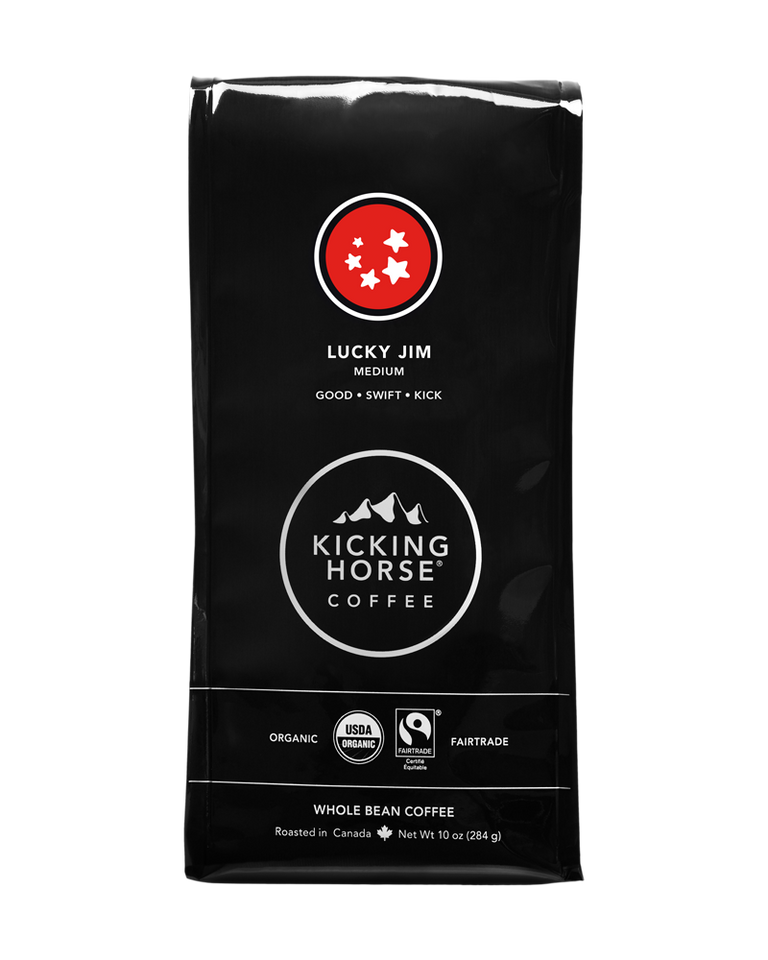 LUCKY JIM
MEDIUM
GOOD • SWIFT • KICK
KICKING
HORSE®
COFFEE
ORGANIC
USDA
ORGANIC
FAIRTRADE
®
Certifié
Équitable
FAIRTRADE
WHOLE BEAN COFFEE
Roasted in Canada Net Wt 10 oz (284 g)